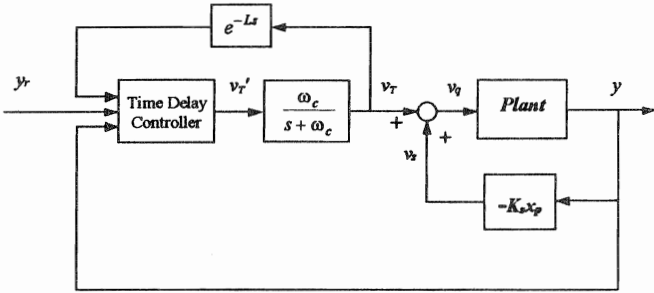 e^{-Ls}
y_r
Time Delay
Controller
v_T'
ω_c
s + ω_c
v_T
+
+
v_q
Plant
y
v_s
-K_s x_p